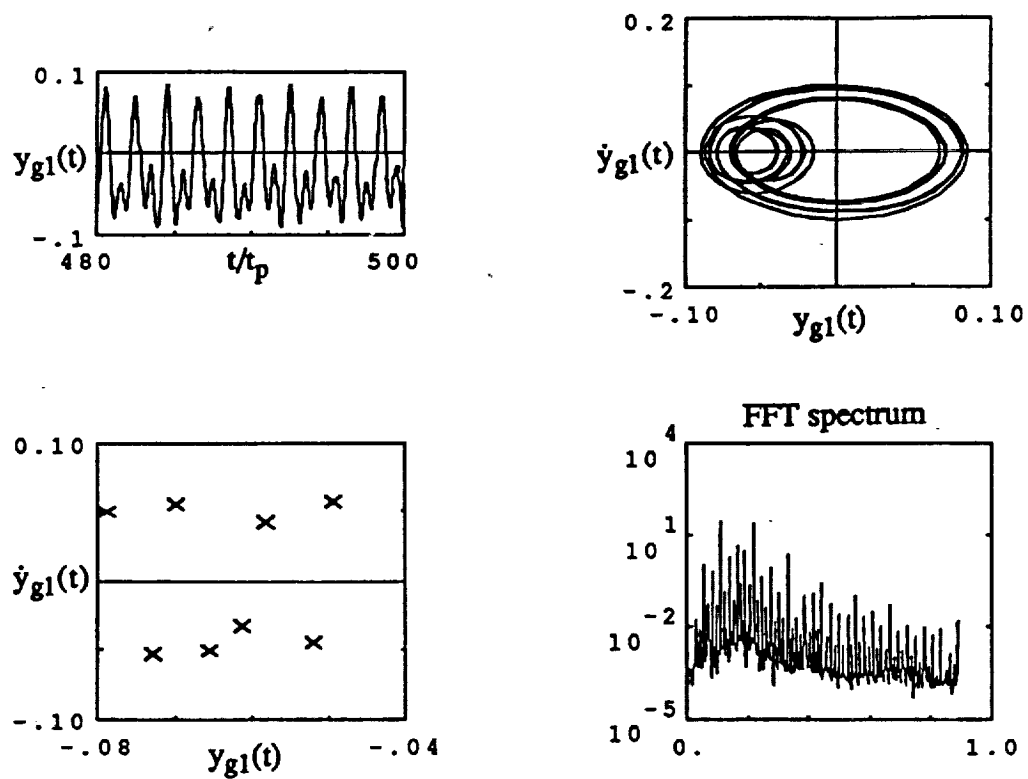 0.1
y_g1(t)
-.1
480
t/t_p
500
0.2
ẏ_g1(t)
-.2
-.10
y_g1(t)
0.10
0.10
ẏ_g1(t)
-.10
-.08
y_g1(t)
-.04
FFT spectrum
10^4
10^1
10^-2
10^-5
0.
1.0